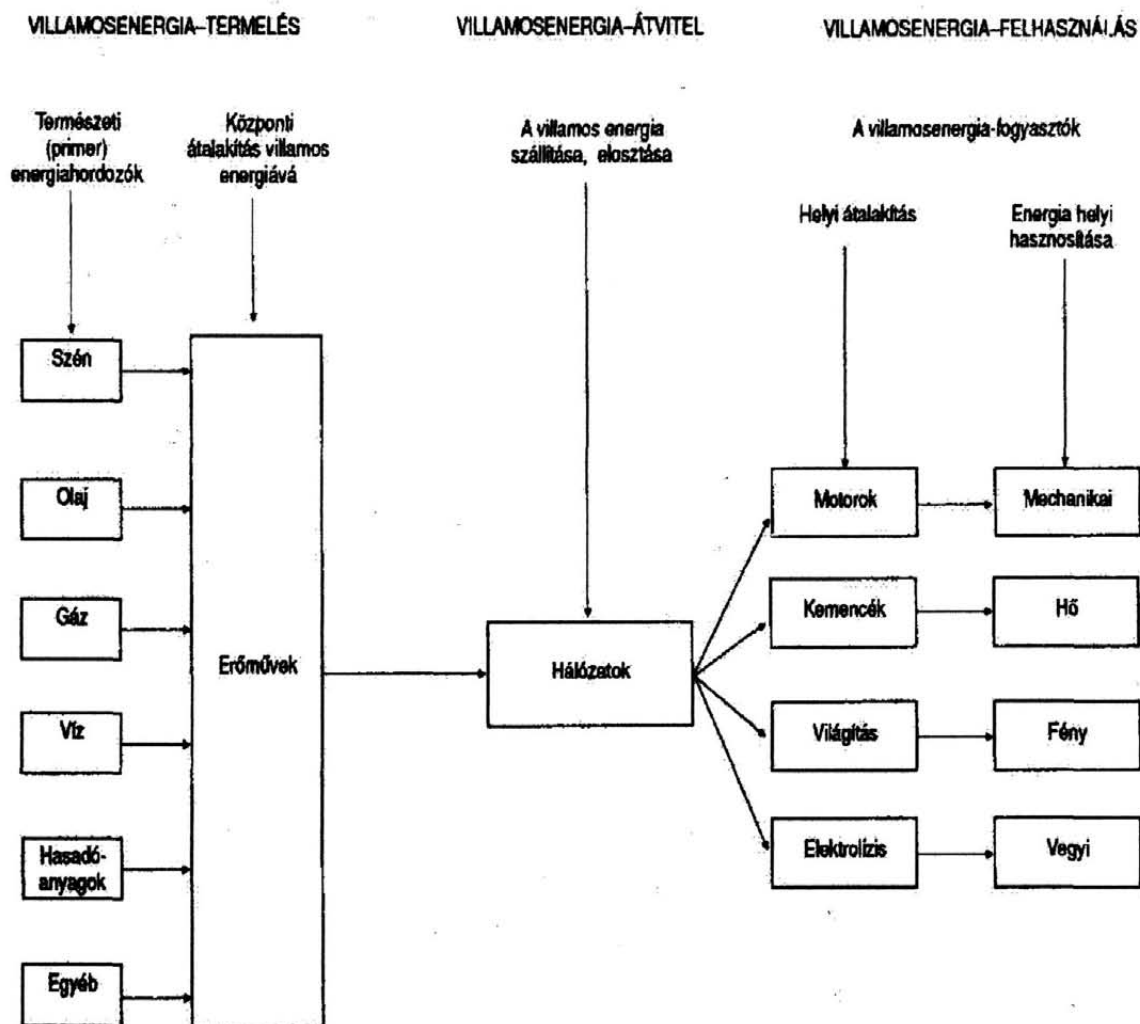 VILLAMOSENERGIA–TERMELÉS
VILLAMOSENERGIA–ÁTVITEL
VILLAMOSENERGIA–FELHASZNÁLÁS
Természeti
(primer)
energiahordozók
Központi
átalakítás villamos
energiává
A villamos energia
szállítása, elosztása
A villamosenergia-fogyasztók
Helyi átalakítás
Energia helyi
hasznosítása
Szén
Olaj
Gáz
Víz
Hasadó-
anyagok
Egyéb
Erőművek
Hálózatok
Motorok
Mechanikai
Kemencék
Hő
Világítás
Fény
Elektrolízis
Vegyi